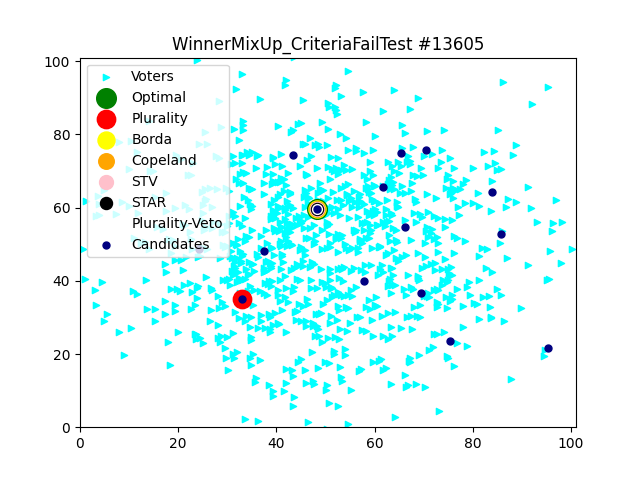 WinnerMixUp_CriteriaFailTest #13605
100
80
60
40
20
0
Voters
Optimal
Plurality
Borda
Copeland
STV
STAR
Plurality-Veto
Candidates
0 20 40 60 80 100